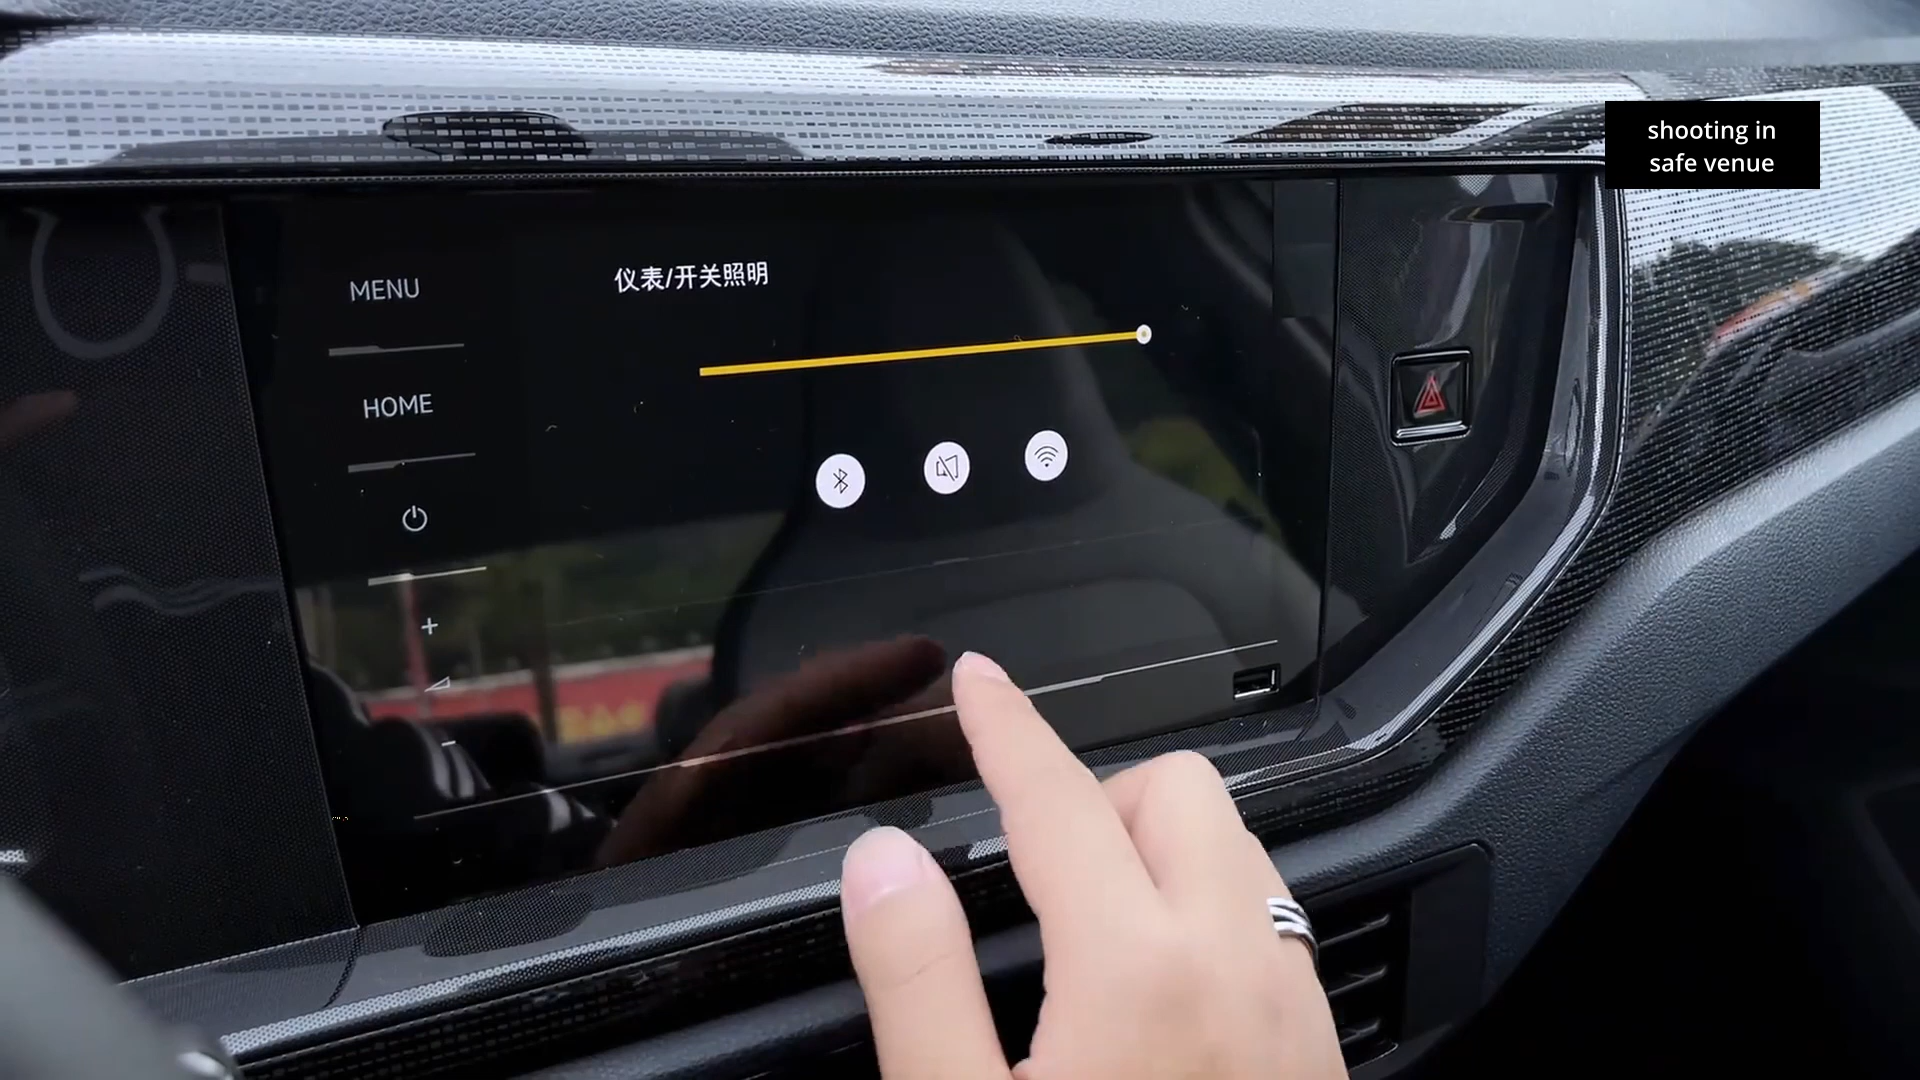 shooting in
safe venue
MENU
仪表/开关照明
HOME